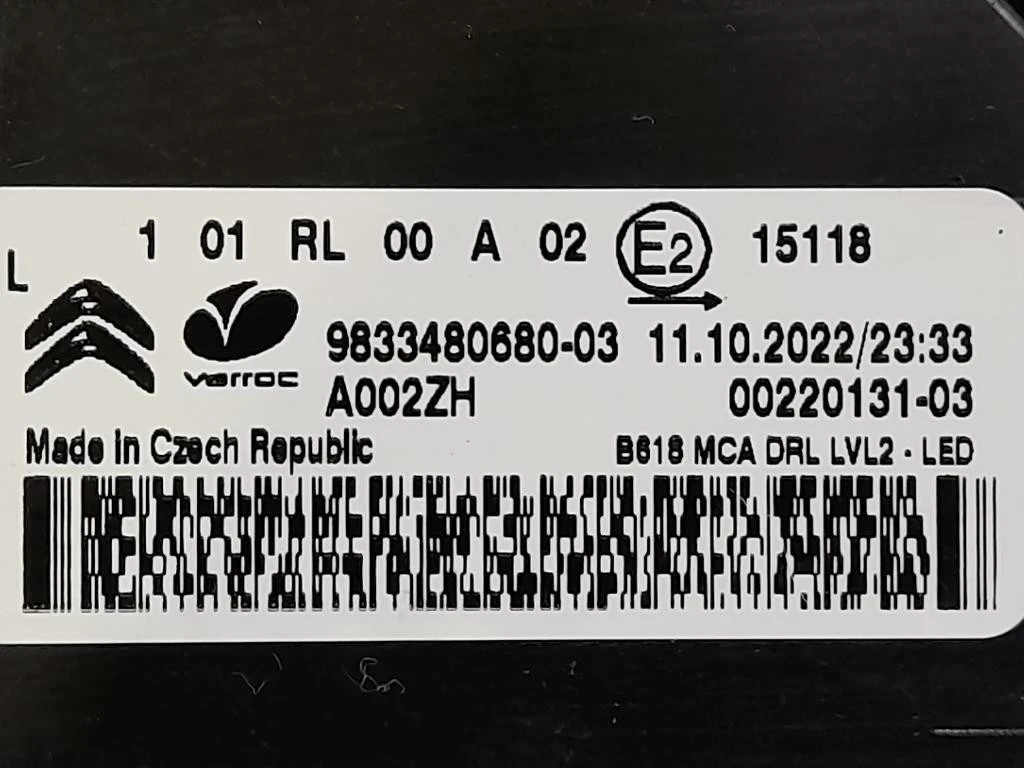 L 1 01 RL 00 A 02 E2 15118
varroc
9833480680-03 11.10.2022/23:33
A002ZH 00220131-03
Made in Czech Republic B618 MCA DRL LVL2 - LED